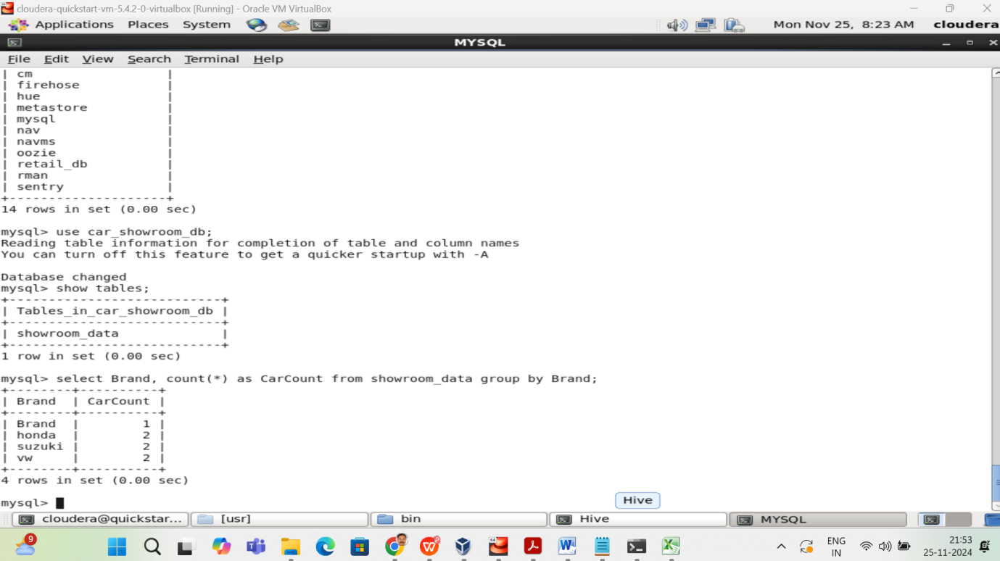 cloudera-quickstart-vm-5.4.2-0-virtualbox [Running] - Oracle VM VirtualBox
Applications Places System Mon Nov 25, 8:23 AM cloudera
MYSQL
File Edit View Search Terminal Help
| cm |
| firehose |
| hue |
| metastore |
| mysql |
| nav |
| navms |
| oozie |
| retail_db |
| rman |
| sentry |
+--------------------+
14 rows in set (0.00 sec)
mysql> use car_showroom_db;
Reading table information for completion of table and column names
You can turn off this feature to get a quicker startup with -A
Database changed
mysql> show tables;
+---------------------------+
| Tables_in_car_showroom_db |
+---------------------------+
| showroom_data |
+---------------------------+
1 row in set (0.00 sec)
mysql> select Brand, count(*) as CarCount from showroom_data group by Brand;
+--------+----------+
| Brand | CarCount |
+--------+----------+
| Brand | 1 |
| honda | 2 |
| suzuki | 2 |
| vw | 2 |
+--------+----------+
4 rows in set (0.00 sec)
mysql>
Hive
cloudera@quickstar... [usr] bin Hive MYSQL
9
64
ENG
IN
21:53
25-11-2024